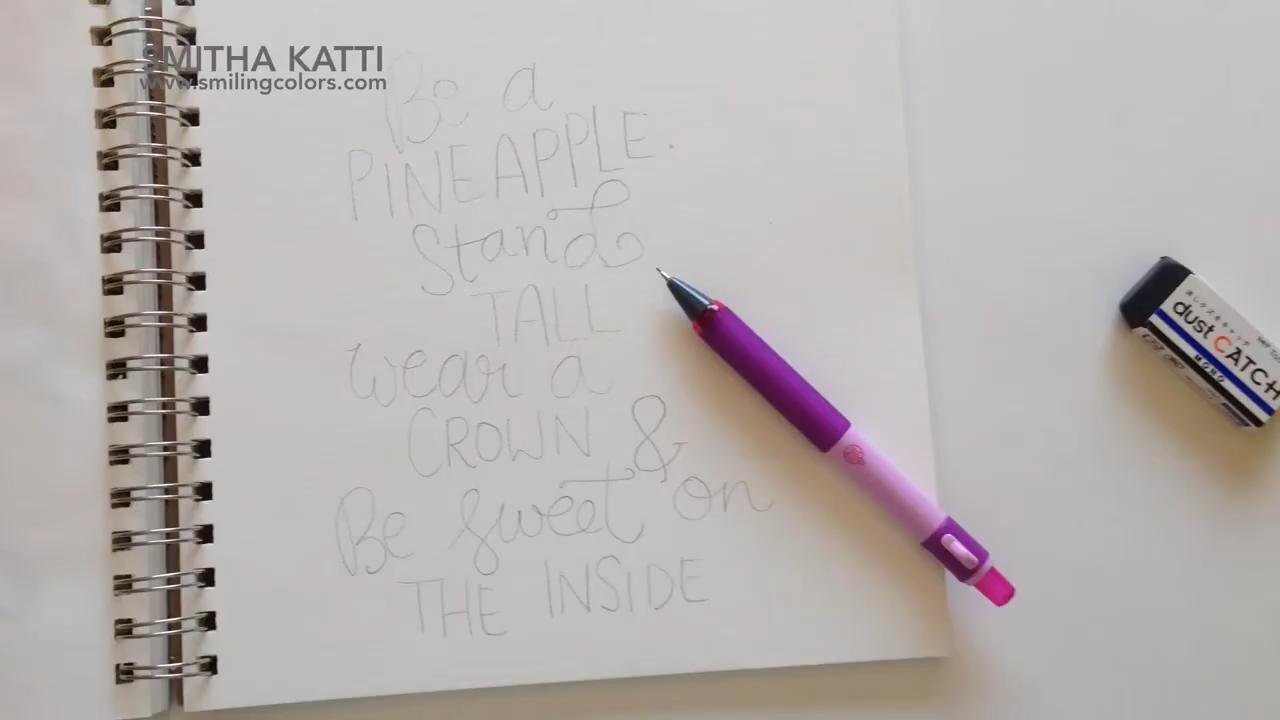 SMITHA KATTI
www.smilingcolors.com
Be a
PINEAPPLE.
Stand
TALL
wear a
CROWN &
Be sweet on
THE INSIDE
dust CATCH
MONO